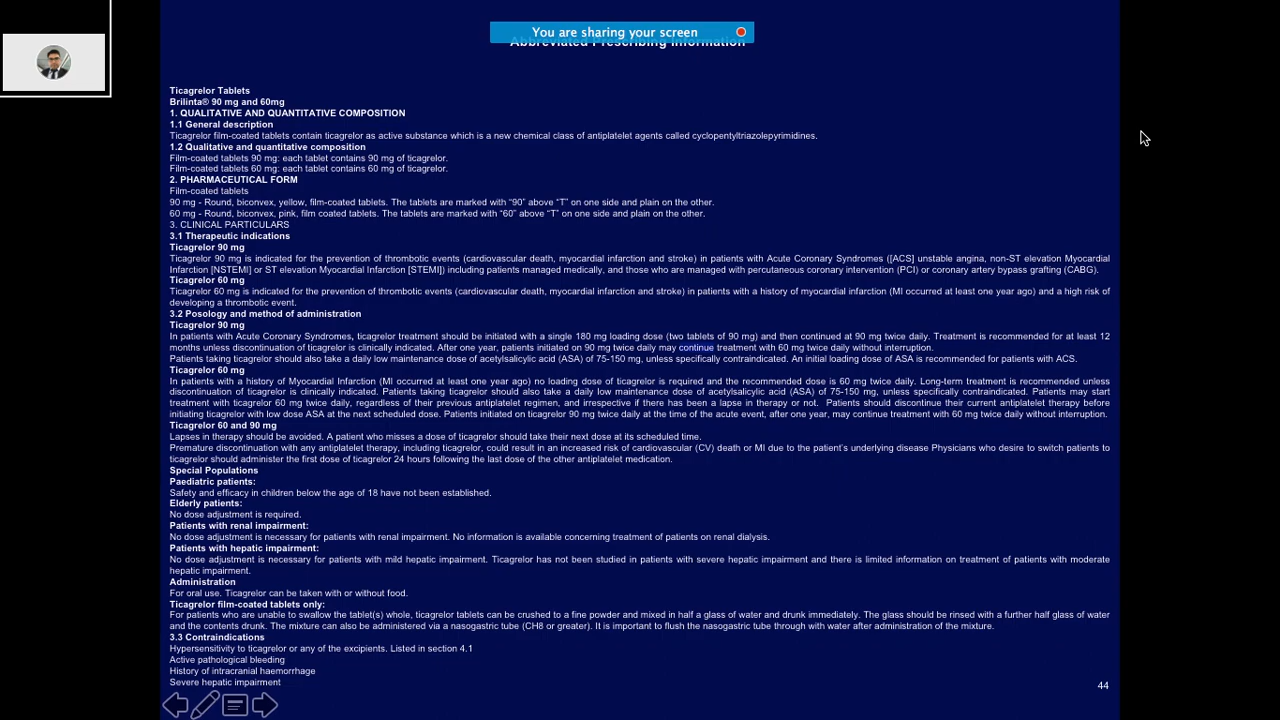 You are sharing your screen
Abbreviated Prescribing Information
Ticagrelor Tablets
Brilinta® 90 mg and 60mg
1. QUALITATIVE AND QUANTITATIVE COMPOSITION
1.1 General description
Ticagrelor film-coated tablets contain ticagrelor as active substance which is a new chemical class of antiplatelet agents called cyclopentyltriazolepyrimidines.
1.2 Qualitative and quantitative composition
Film-coated tablets 90 mg: each tablet contains 90 mg of ticagrelor.
Film-coated tablets 60 mg: each tablet contains 60 mg of ticagrelor.
2. PHARMACEUTICAL FORM
Film-coated tablets
90 mg - Round, biconvex, yellow, film-coated tablets. The tablets are marked with “90” above “T” on one side and plain on the other.
60 mg - Round, biconvex, pink, film coated tablets. The tablets are marked with “60” above “T” on one side and plain on the other.
3. CLINICAL PARTICULARS
3.1 Therapeutic indications
Ticagrelor 90 mg
Ticagrelor 90 mg is indicated for the prevention of thrombotic events (cardiovascular death, myocardial infarction and stroke) in patients with Acute Coronary Syndromes ([ACS] unstable angina, non-ST elevation Myocardial
Infarction [NSTEMI] or ST elevation Myocardial Infarction [STEMI]) including patients managed medically, and those who are managed with percutaneous coronary intervention (PCI) or coronary artery bypass grafting (CABG).
Ticagrelor 60 mg
Ticagrelor 60 mg is indicated for the prevention of thrombotic events (cardiovascular death, myocardial infarction and stroke) in patients with a history of myocardial infarction (MI occurred at least one year ago) and a high risk of
developing a thrombotic event.
3.2 Posology and method of administration
Ticagrelor 90 mg
In patients with Acute Coronary Syndromes, ticagrelor treatment should be initiated with a single 180 mg loading dose (two tablets of 90 mg) and then continued at 90 mg twice daily. Treatment is recommended for at least 12
months unless discontinuation of ticagrelor is clinically indicated. After one year, patients initiated on 90 mg twice daily may continue treatment with 60 mg twice daily without interruption.
Patients taking ticagrelor should also take a daily low maintenance dose of acetylsalicylic acid (ASA) of 75-150 mg, unless specifically contraindicated. An initial loading dose of ASA is recommended for patients with ACS.
Ticagrelor 60 mg
In patients with a history of Myocardial Infarction (MI occurred at least one year ago) no loading dose of ticagrelor is required and the recommended dose is 60 mg twice daily. Long-term treatment is recommended unless
discontinuation of ticagrelor is clinically indicated. Patients taking ticagrelor should also take a daily low maintenance dose of acetylsalicylic acid (ASA) of 75-150 mg, unless specifically contraindicated. Patients may start
treatment with ticagrelor 60 mg twice daily, regardless of their previous antiplatelet regimen, and irrespective if there has been a lapse in therapy or not. Patients should discontinue their current antiplatelet therapy before
initiating ticagrelor with low dose ASA at the next scheduled dose. Patients initiated on ticagrelor 90 mg twice daily at the time of the acute event, after one year, may continue treatment with 60 mg twice daily without interruption.
Ticagrelor 60 and 90 mg
Lapses in therapy should be avoided. A patient who misses a dose of ticagrelor should take their next dose at its scheduled time.
Premature discontinuation with any antiplatelet therapy, including ticagrelor, could result in an increased risk of cardiovascular (CV) death or MI due to the patient’s underlying disease Physicians who desire to switch patients to
ticagrelor should administer the first dose of ticagrelor 24 hours following the last dose of the other antiplatelet medication.
Special Populations
Paediatric patients:
Safety and efficacy in children below the age of 18 have not been established.
Elderly patients:
No dose adjustment is required.
Patients with renal impairment:
No dose adjustment is necessary for patients with renal impairment. No information is available concerning treatment of patients on renal dialysis.
Patients with hepatic impairment:
No dose adjustment is necessary for patients with mild hepatic impairment. Ticagrelor has not been studied in patients with severe hepatic impairment and there is limited information on treatment of patients with moderate
hepatic impairment.
Administration
For oral use. Ticagrelor can be taken with or without food.
Ticagrelor film-coated tablets only:
For patients who are unable to swallow the tablet(s) whole, ticagrelor tablets can be crushed to a fine powder and mixed in half a glass of water and drunk immediately. The glass should be rinsed with a further half glass of water
and the contents drunk. The mixture can also be administered via a nasogastric tube (CH8 or greater). It is important to flush the nasogastric tube through with water after administration of the mixture.
3.3 Contraindications
Hypersensitivity to ticagrelor or any of the excipients. Listed in section 4.1
Active pathological bleeding
History of intracranial haemorrhage
Severe hepatic impairment
44